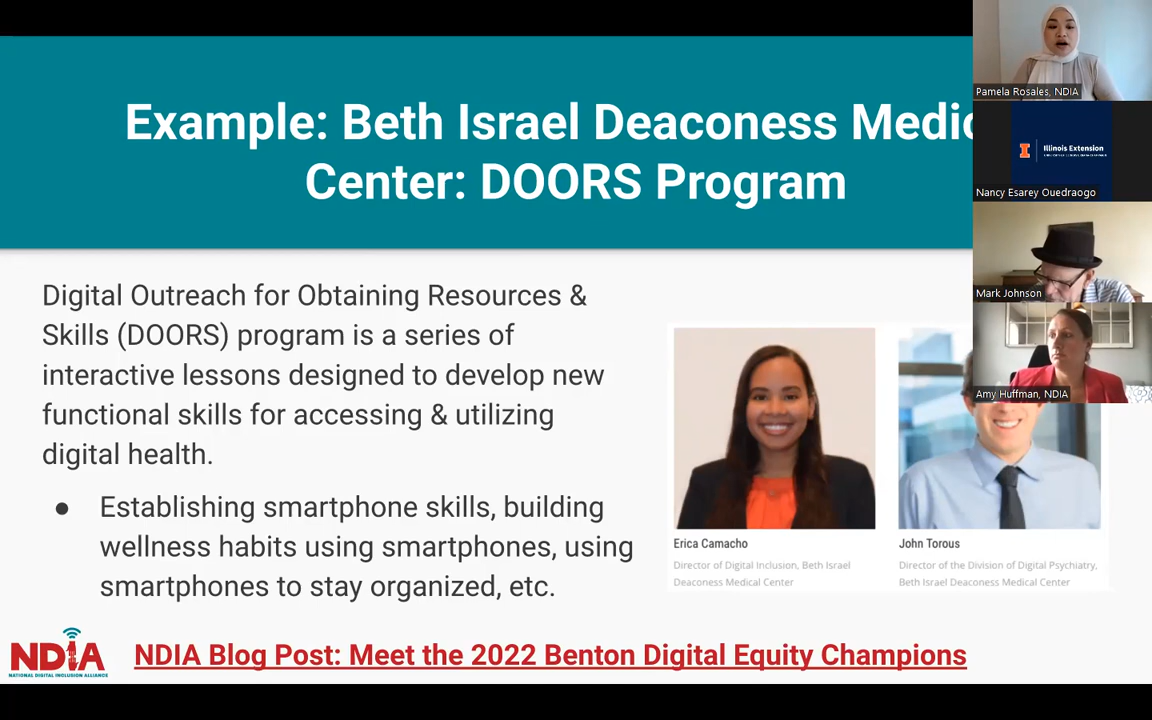 Example: Beth Israel Deaconess Medic
Center: DOORS Program
Digital Outreach for Obtaining Resources &
Skills (DOORS) program is a series of
interactive lessons designed to develop new
functional skills for accessing & utilizing
digital health.
● Establishing smartphone skills, building
wellness habits using smartphones, using
smartphones to stay organized, etc.
Erica Camacho
Director of Digital Inclusion, Beth Israel
Deaconess Medical Center
John Torous
Director of the Division of Digital Psychiatry,
Beth Israel Deaconess Medical Center
NDIA
NATIONAL DIGITAL INCLUSION ALLIANCE
NDIA Blog Post: Meet the 2022 Benton Digital Equity Champions
Pamela Rosales, NDIA
I Illinois Extension
Nancy Esarey Ouedraogo
Mark Johnson
Amy Huffman, NDIA